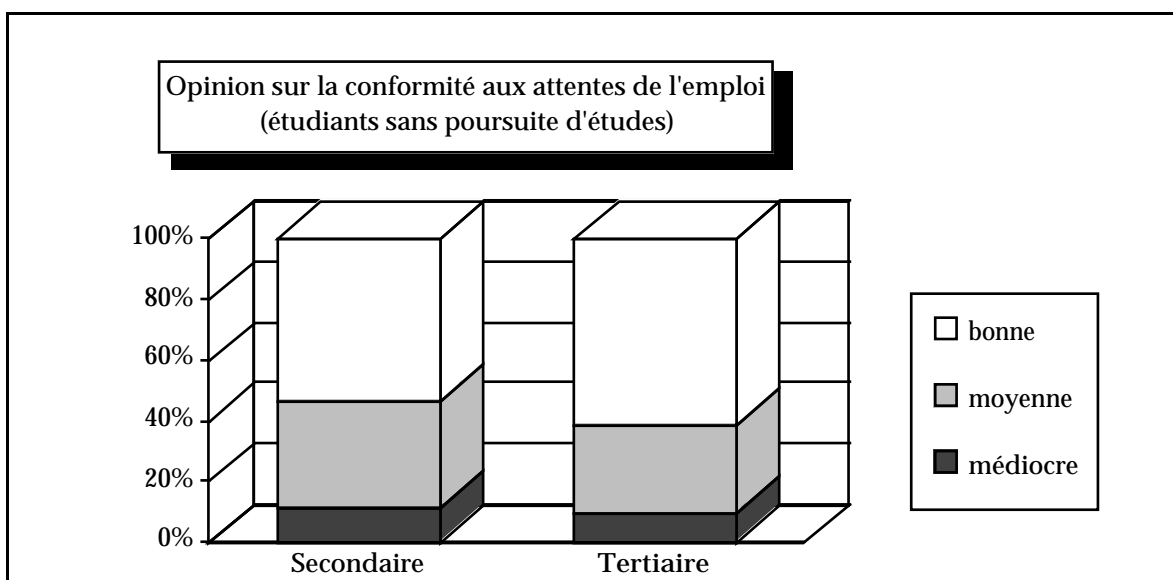 Opinion sur la conformité aux attentes de l'emploi
(étudiants sans poursuite d'études)
100%
80%
60%
40%
20%
0%
Secondaire
Tertiaire
bonne
moyenne
médiocre